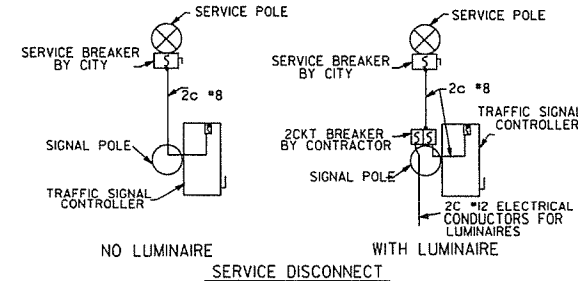 SERVICE POLE
SERVICE BREAKER
BY CITY
2c #8
SIGNAL POLE
TRAFFIC SIGNAL
CONTROLLER
NO LUMINAIRE
SERVICE POLE
SERVICE BREAKER
BY CITY
2c #8
TRAFFIC SIGNAL
CONTROLLER
2CKT BREAKER
BY CONTRACTOR
SIGNAL POLE
2C #12 ELECTRICAL
CONDUCTORS FOR
LUMINAIRES
WITH LUMINAIRE
SERVICE DISCONNECT